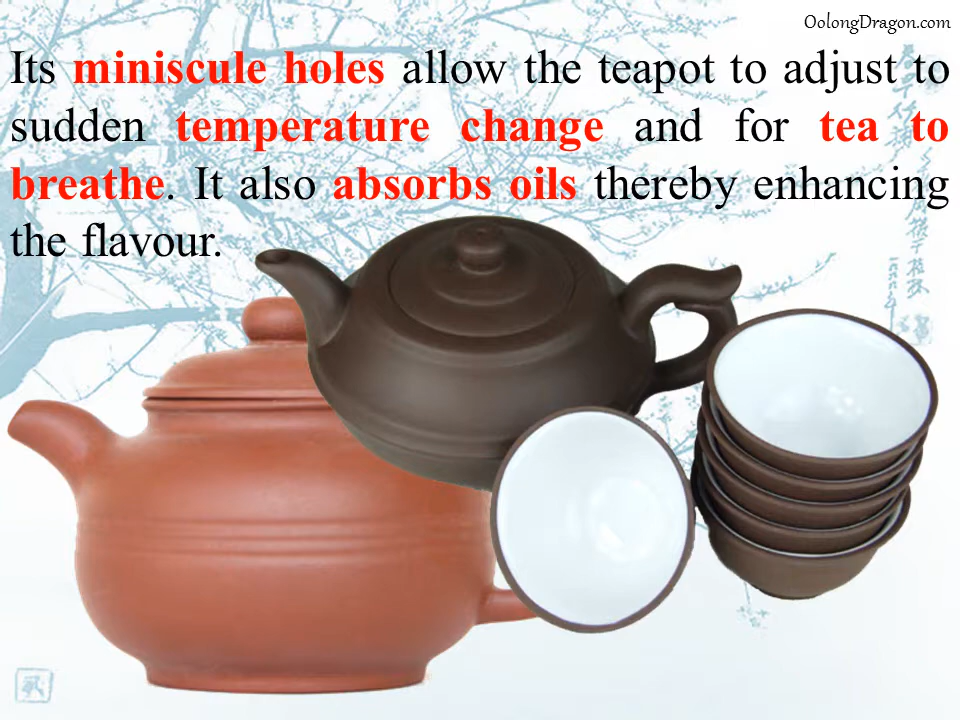 OolongDragon.com
Its miniscule holes allow the teapot to adjust to
sudden temperature change and for tea to
breathe. It also absorbs oils thereby enhancing
the flavour.